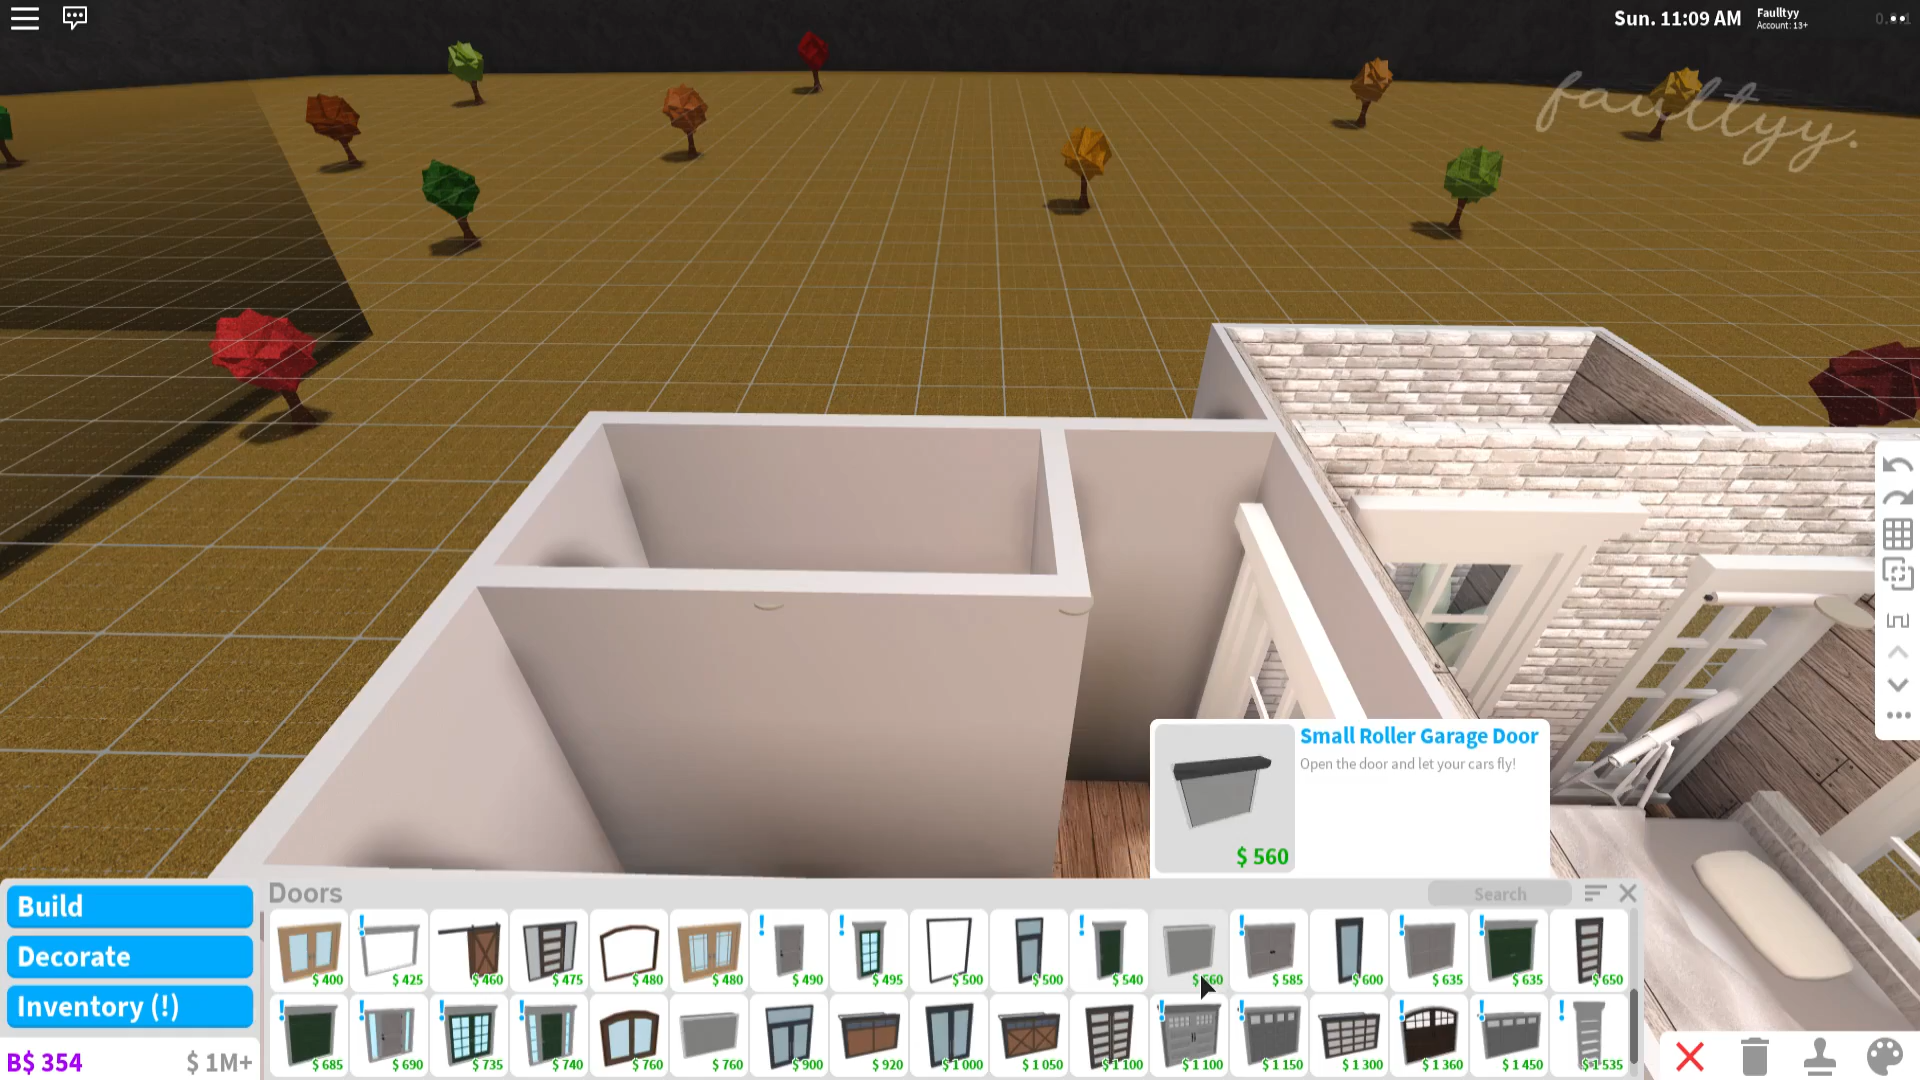 Sun. 11:09 AM
Faulltyy
Account: 13+
faultyy.
Small Roller Garage Door
Open the door and let your cars fly!
$ 560
Build
Decorate
Inventory (!)
B$ 354
$ 1M+
Doors
Search
$ 400
! $ 425
$ 460
$ 475
$ 480
$ 480
! $ 490
! $ 495
$ 500
$ 500
! $ 540
! $ 585
$ 600
! $ 635
! $ 635
$ 650
! $ 685
! $ 690
! $ 735
! $ 740
$ 760
$ 760
$ 900
$ 920
$ 1 000
$ 1 050
$ 1 100
! $ 1 100
! $ 1 150
$ 1 300
! $ 1 360
! $ 1 450
! $ 1 535